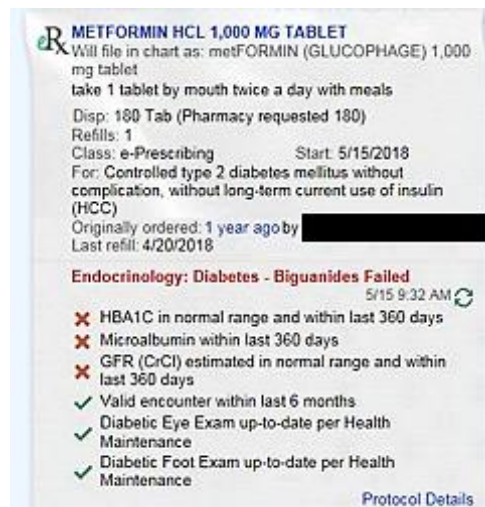 eRx METFORMIN HCL 1,000 MG TABLET
Will file in chart as: metFORMIN (GLUCOPHAGE) 1,000
mg tablet
take 1 tablet by mouth twice a day with meals
Disp: 180 Tab (Pharmacy requested 180)
Refills: 1
Class: e-Prescribing Start: 5/15/2018
For: Controlled type 2 diabetes mellitus without
complication, without long-term current use of insulin
(HCC)
Originally ordered: 1 year ago by
Last refill: 4/20/2018
Endocrinology: Diabetes - Biguanides Failed
5/15 9:32 AM
HBA1C in normal range and within last 360 days
Microalbumin within last 360 days
GFR (CrCl) estimated in normal range and within
last 360 days
Valid encounter within last 6 months
Diabetic Eye Exam up-to-date per Health
Maintenance
Diabetic Foot Exam up-to-date per Health
Maintenance
Protocol Details